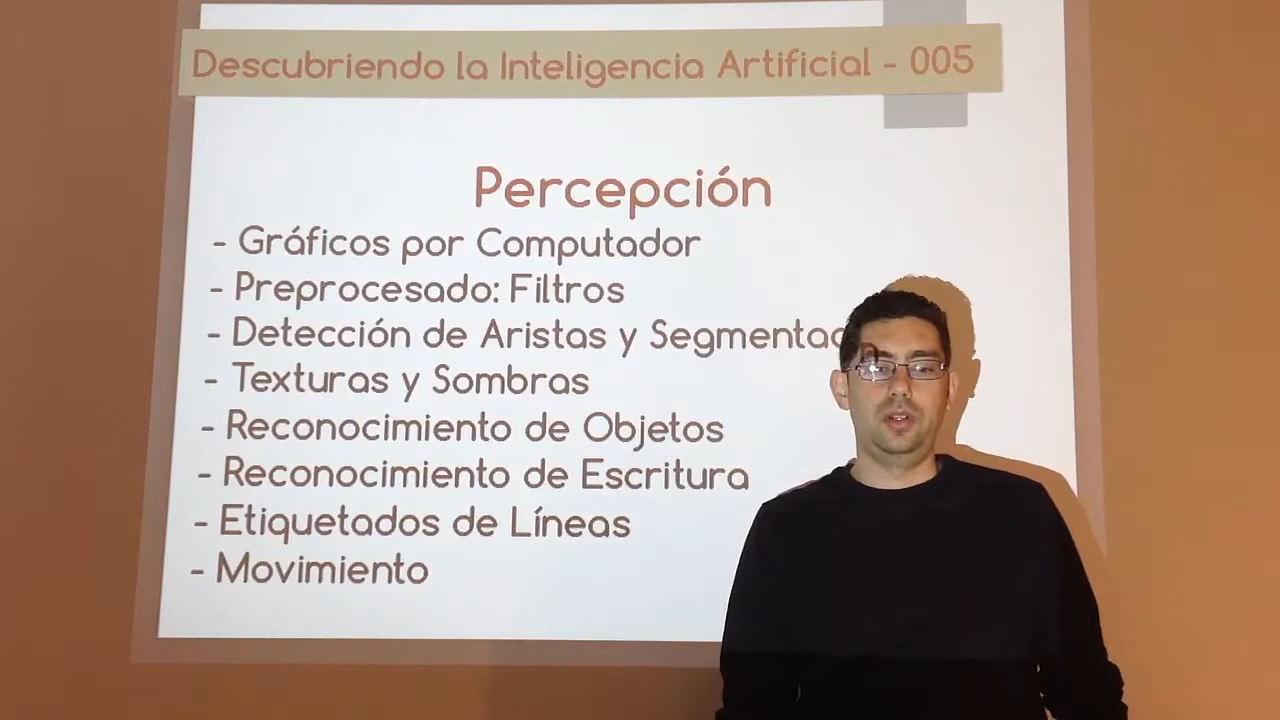 Descubriendo la Inteligencia Artificial - 005
Percepción
- Gráficos por Computador
- Preprocesado: Filtros
- Detección de Aristas y
- Texturas y Sombras
- Reconocimiento de Objetos
- Reconocimiento de Escritura
- Etiquetados de Líneas
- Movimiento